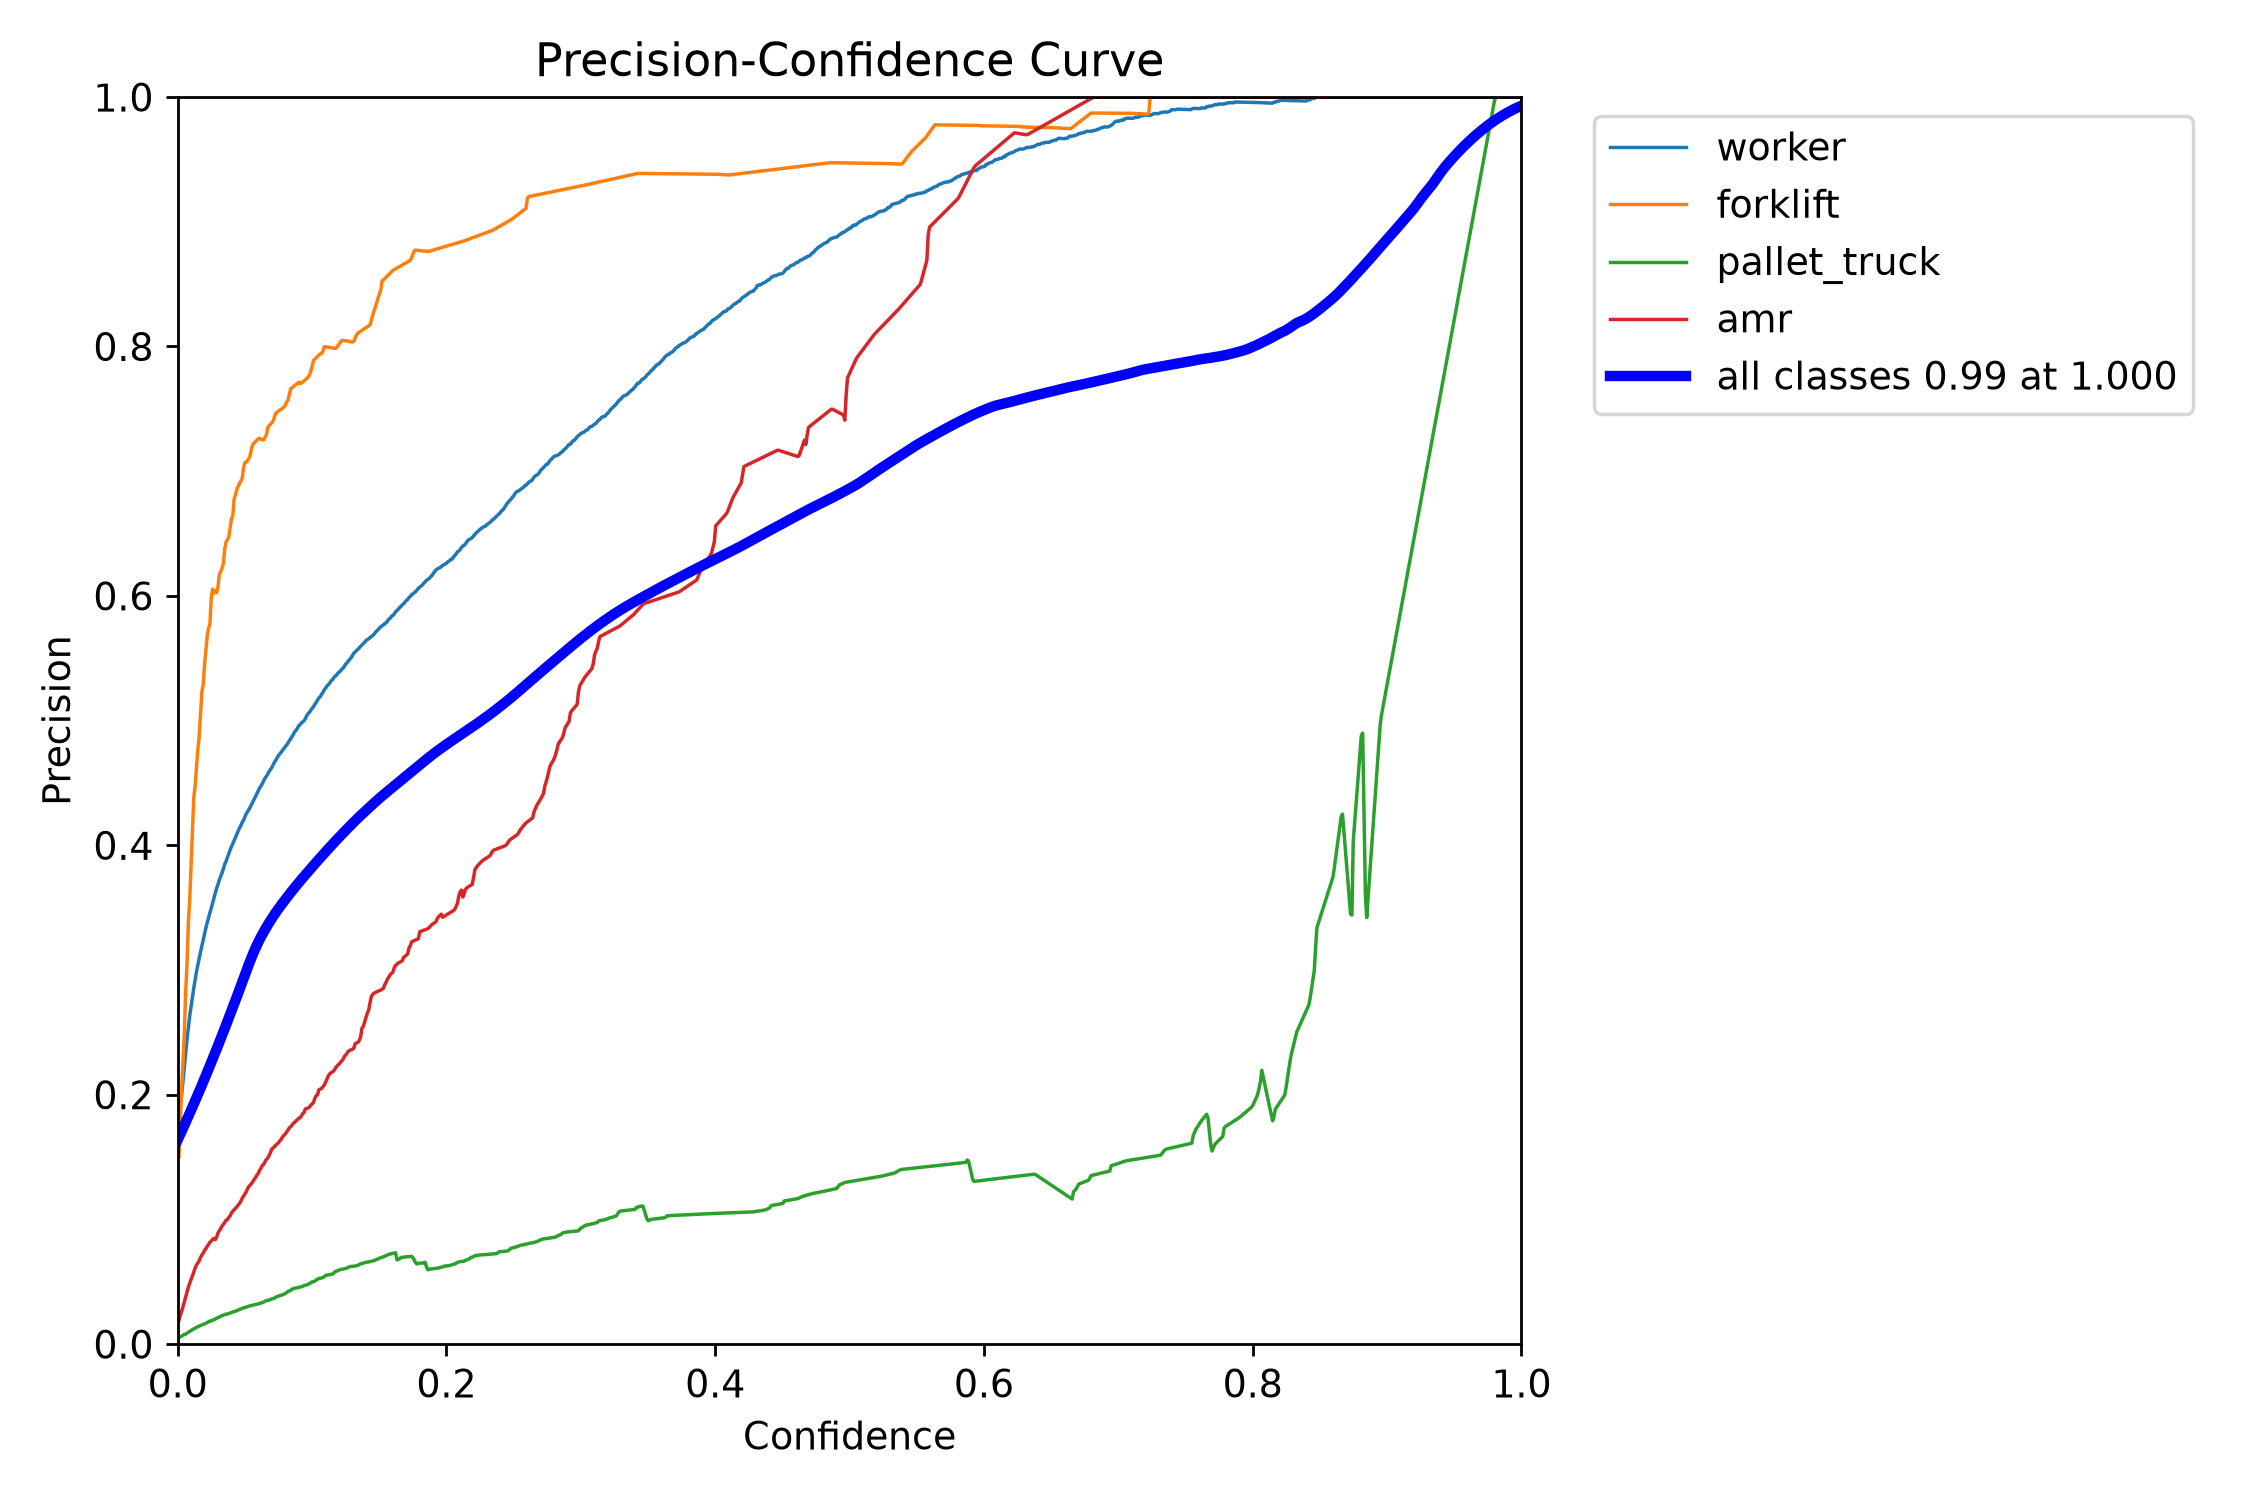 Precision-Confidence Curve
1.0
0.8
0.6
0.4
0.2
0.0
Precision
0.0 0.2 0.4 0.6 0.8 1.0
Confidence
worker
forklift
pallet_truck
amr
all classes 0.99 at 1.000